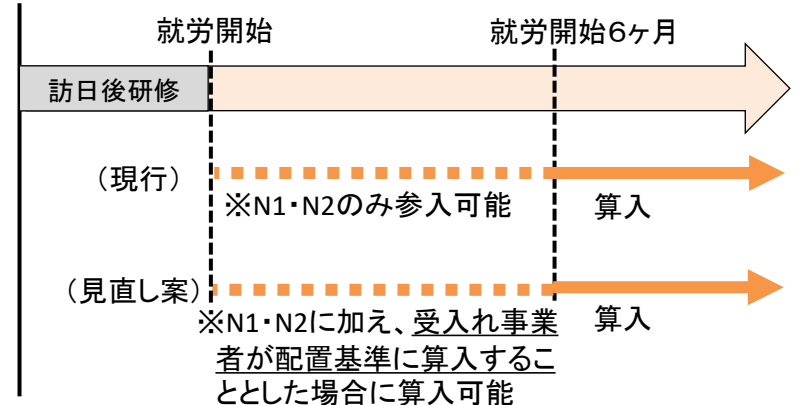 就労開始
就労開始6ヶ月
訪日後研修
（現行）
※N1・N2のみ参入可能
算入
（見直し案）
※N1・N2に加え、受入れ事業
者が配置基準に算入するこ
ととした場合に算入可能
算入